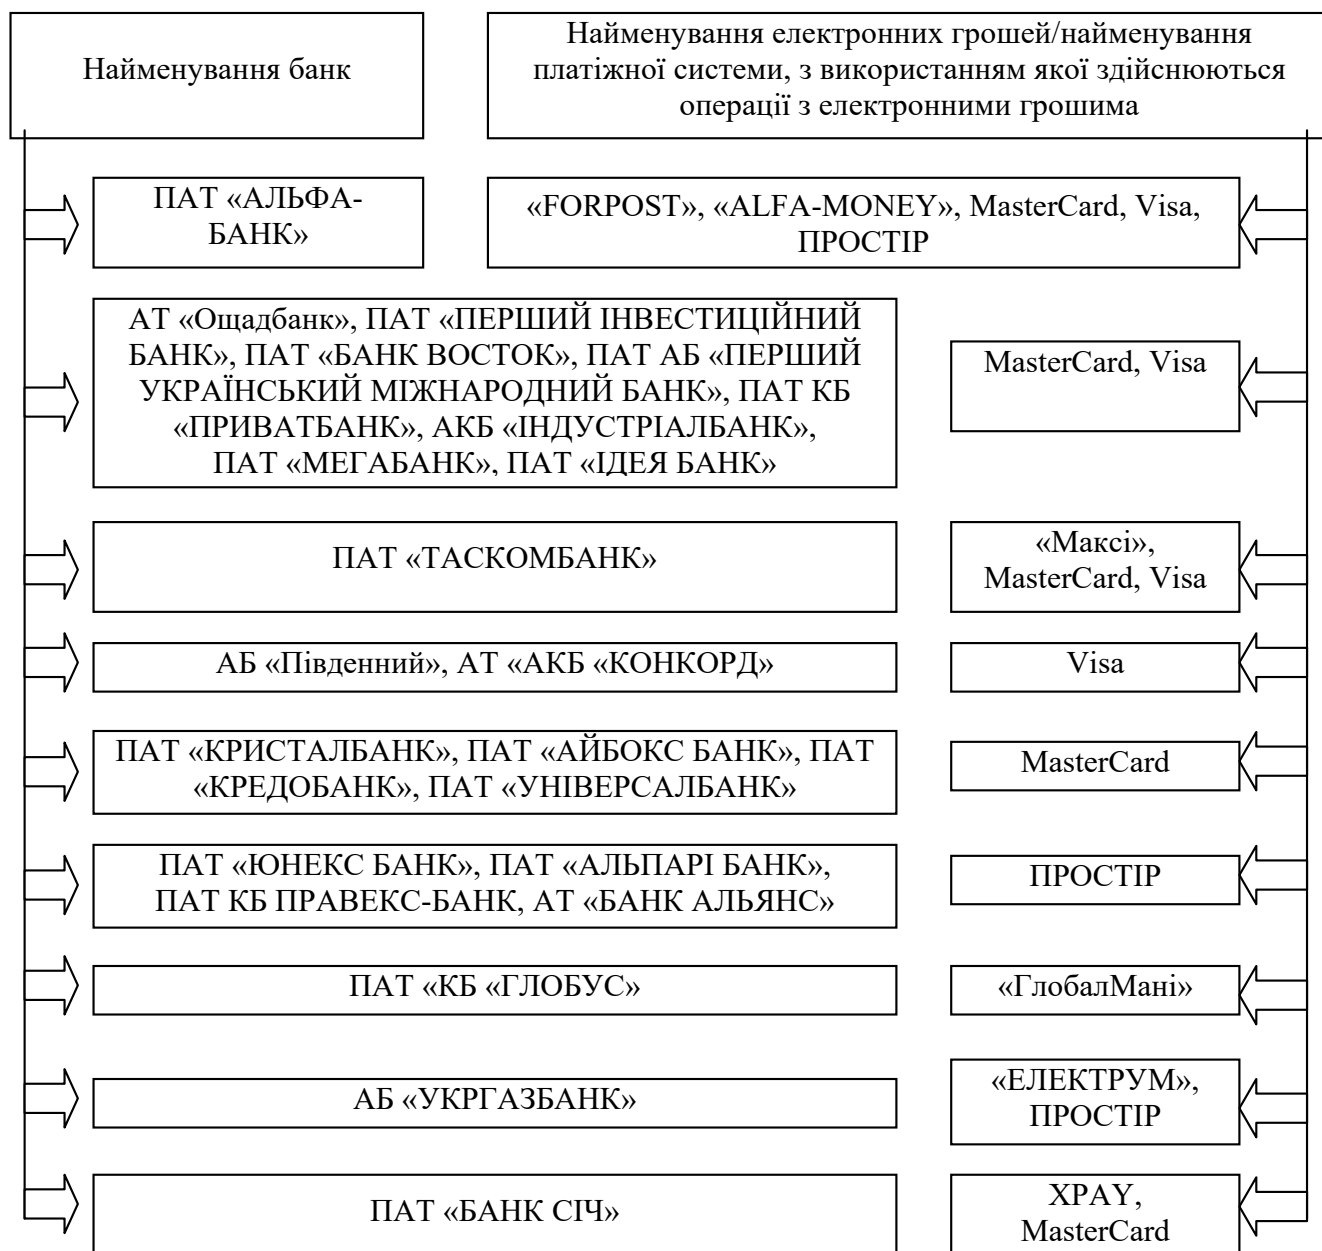 Найменування банк
Найменування електронних грошей/найменування
платіжної системи, з використанням якої здійснюються
операції з електронними грошима
ПАТ «АЛЬФА-
БАНК»
«FORPOST», «ALFA-MONEY», MasterCard, Visa,
ПРОСТІР
АТ «Ощадбанк», ПАТ «ПЕРШИЙ ІНВЕСТИЦІЙНИЙ
БАНК», ПАТ «БАНК ВОСТОК», ПАТ АБ «ПЕРШИЙ
УКРАЇНСЬКИЙ МІЖНАРОДНИЙ БАНК», ПАТ КБ
«ПРИВАТБАНК», АКБ «ІНДУСТРІАЛБАНК»,
ПАТ «МЕГАБАНК», ПАТ «ІДЕЯ БАНК»
MasterCard, Visa
ПАТ «ТАСКОМБАНК»
«Максі»,
MasterCard, Visa
АБ «Південний», АТ «АКБ «КОНКОРД»
Visa
ПАТ «КРИСТАЛБАНК», ПАТ «АЙБОКС БАНК», ПАТ
«КРЕДОБАНК», ПАТ «УНІВЕРСАЛБАНК»
MasterCard
ПАТ «ЮНЕКС БАНК», ПАТ «АЛЬПАРІ БАНК»,
ПАТ КБ ПРАВЕКС-БАНК, АТ «БАНК АЛЬЯНС»
ПРОСТІР
ПАТ «КБ «ГЛОБУС»
«ГлобалМані»
АБ «УКРГАЗБАНК»
«ЕЛЕКТРУМ»,
ПРОСТІР
ПАТ «БАНК СІЧ»
XPAY,
MasterCard